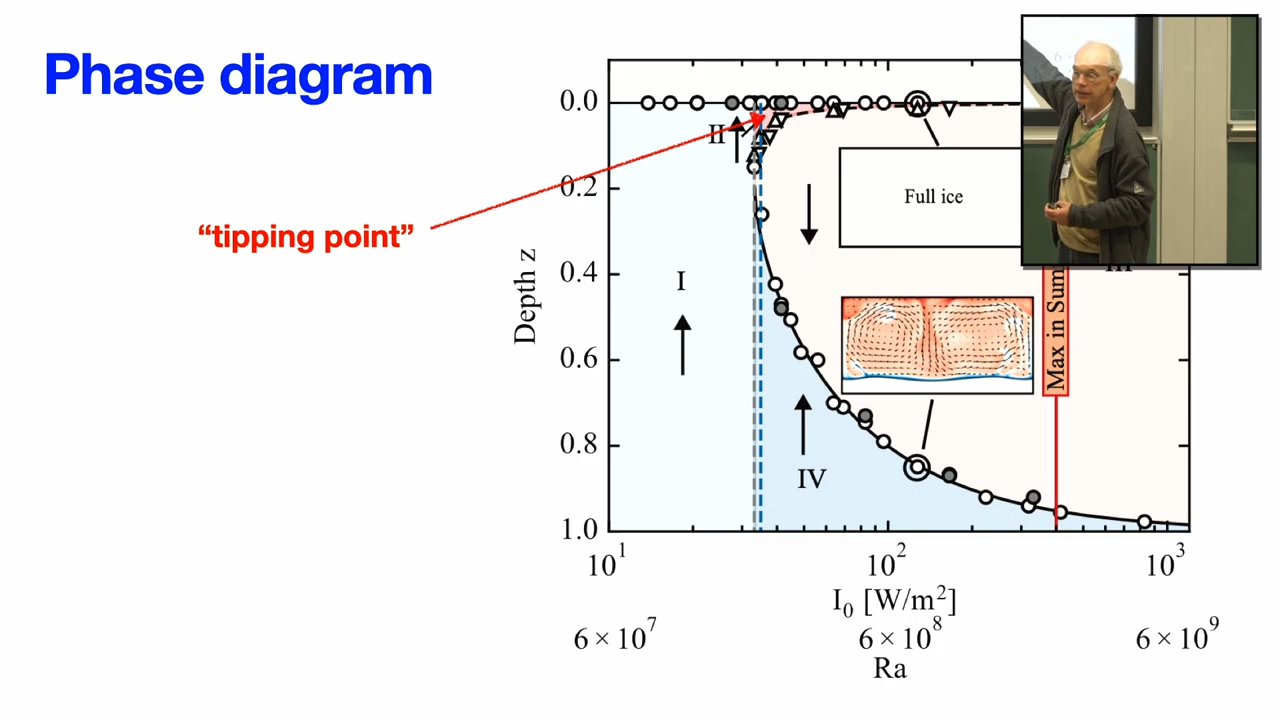 Phase diagram
“tipping point”
Depth z
0.0
0.2
0.4
0.6
0.8
1.0
II
I
IV
Full ice
Max in Sum
10¹
10²
10³
I₀ [W/m²]
6 × 10⁷
6 × 10⁸
6 × 10⁹
Ra